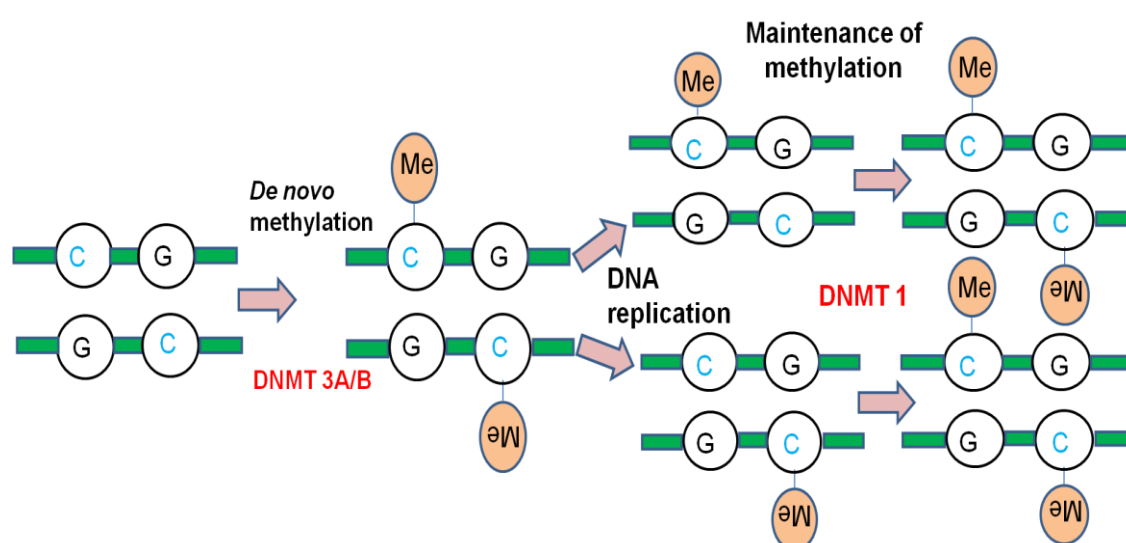 Maintenance of
methylation
Me
Me
C G
C G
G C
G C
Me
Me
De novo
methylation
Me
C G
C G
G C
G C
Me
DNMT 3A/B
DNA
replication
DNMT 1
C G
C G
G C
G C
Me
Me